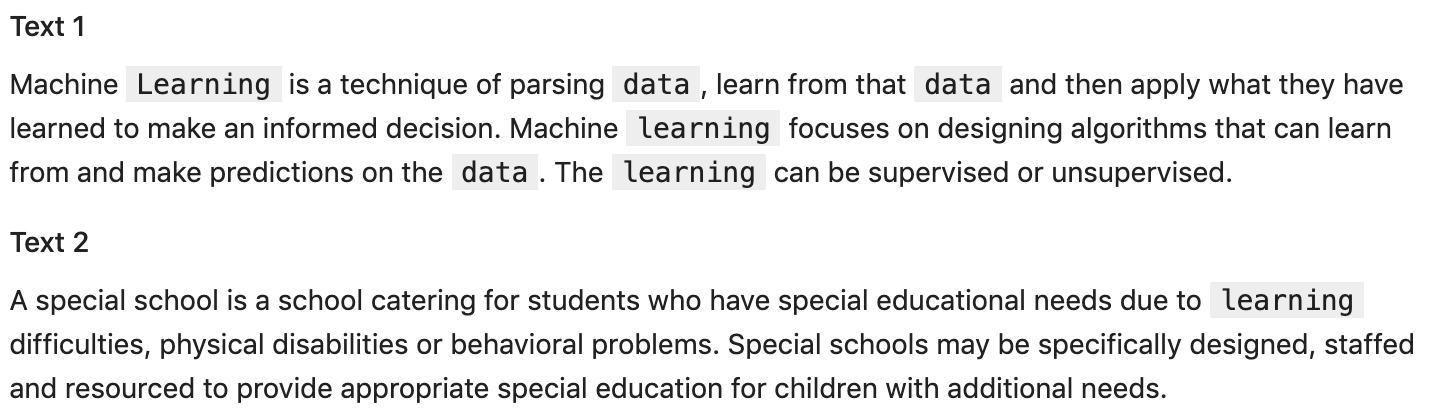 Text 1
Machine Learning is a technique of parsing data, learn from that data and then apply what they have
learned to make an informed decision. Machine learning focuses on designing algorithms that can learn
from and make predictions on the data. The learning can be supervised or unsupervised.
Text 2
A special school is a school catering for students who have special educational needs due to learning
difficulties, physical disabilities or behavioral problems. Special schools may be specifically designed, staffed
and resourced to provide appropriate special education for children with additional needs.